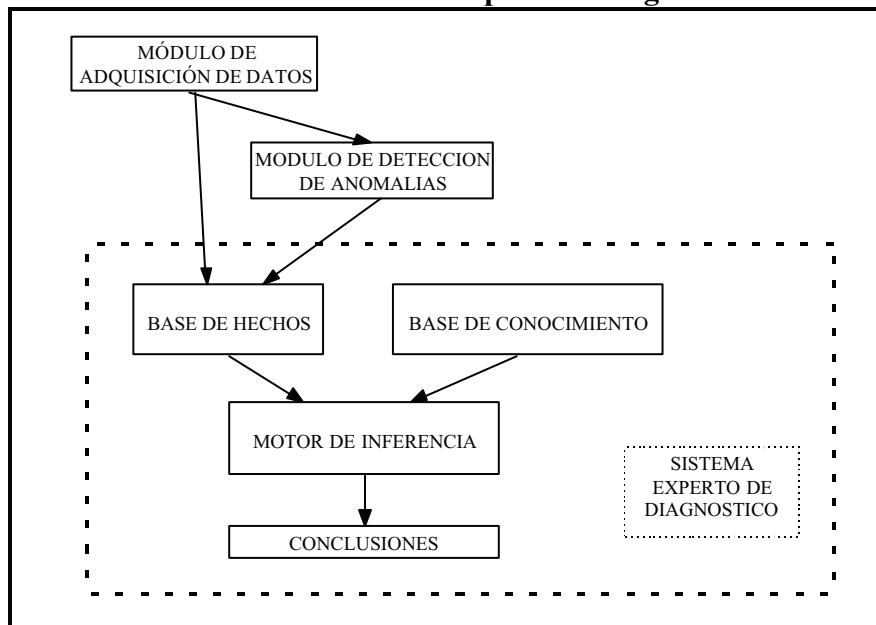 MÓDULO DE
ADQUISICIÓN DE DATOS
MODULO DE DETECCION
DE ANOMALIAS
BASE DE HECHOS
BASE DE CONOCIMIENTO
MOTOR DE INFERENCIA
SISTEMA
EXPERTO DE
DIAGNOSTICO
CONCLUSIONES